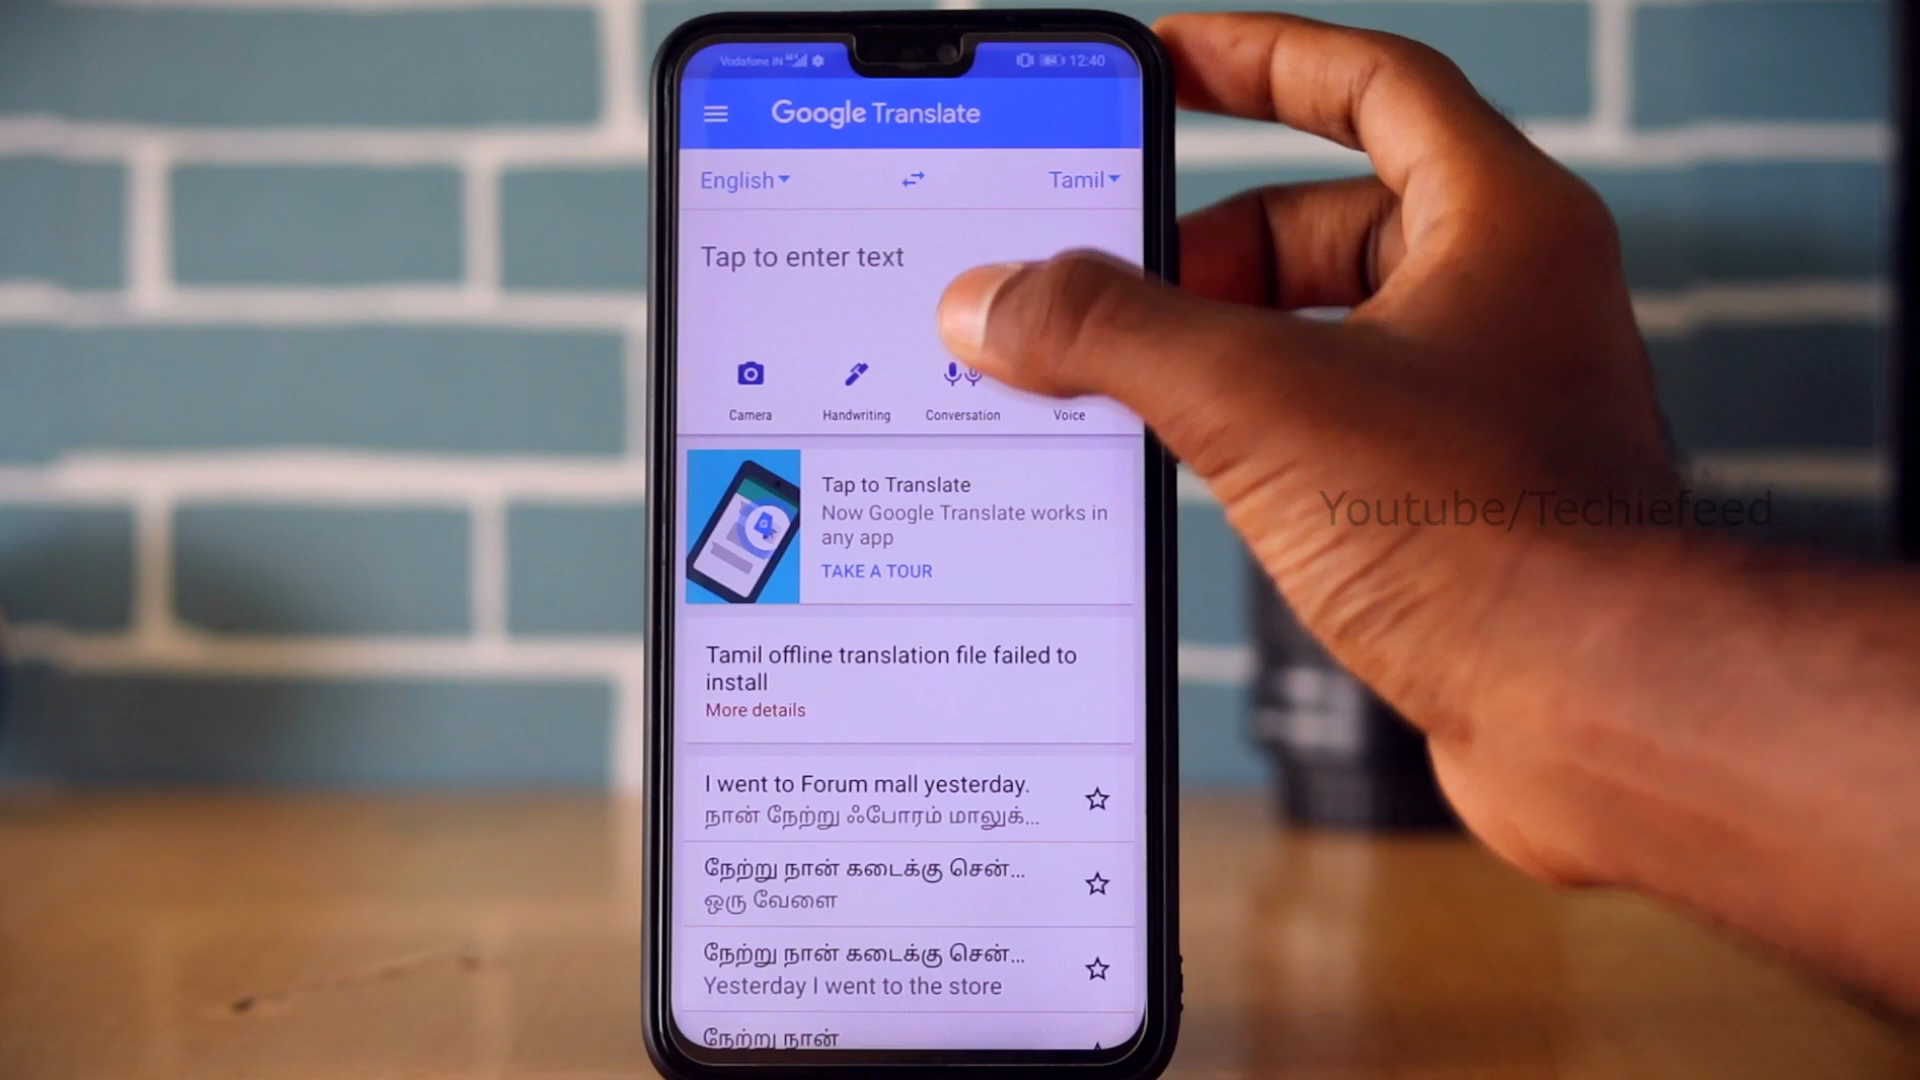 Vodafone IN 12:40
Google Translate
English Tamil
Tap to enter text
Camera Handwriting Conversation Voice
Tap to Translate
Now Google Translate works in
any app
TAKE A TOUR
Tamil offline translation file failed to
install
More details
I went to Forum mall yesterday.
நான் நேற்று ஃபோரம் மாலுக்...
நேற்று நான் கடைக்கு சென்...
ஒரு வேளை
நேற்று நான் கடைக்கு சென்...
Yesterday I went to the store
நேற்று நான்
Youtube/Techiefeed